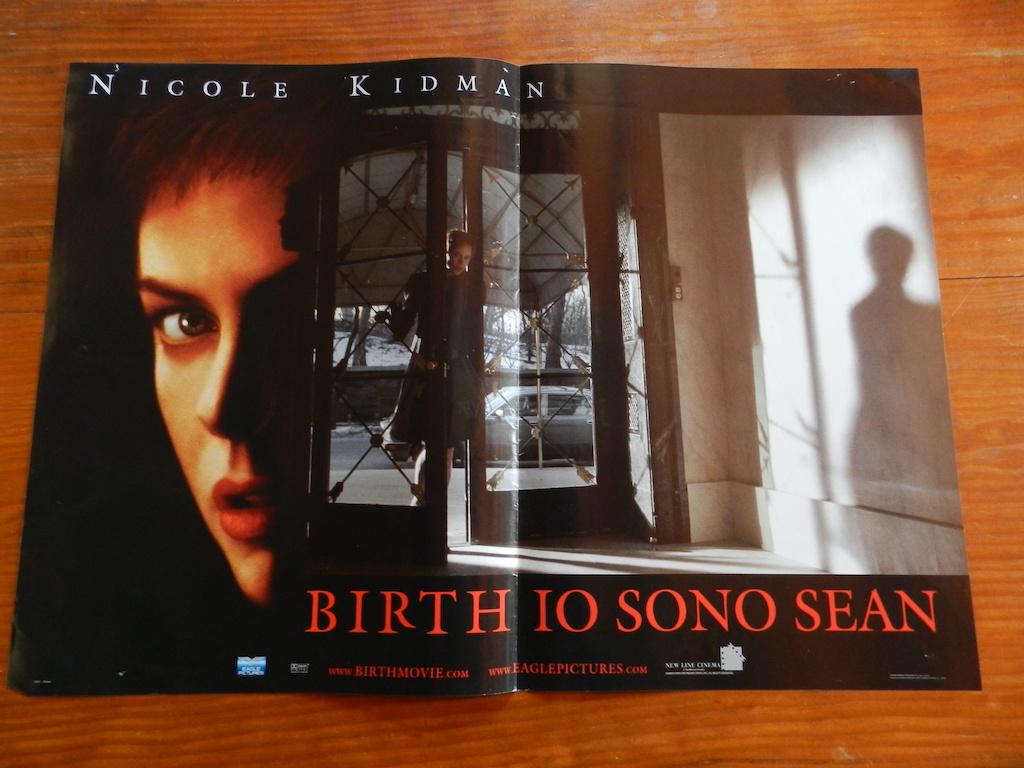 NICOLE KIDMAN
BIRTH IO SONO SEAN
EAGLE
PICTURES
WWW.BIRTHMOVIE.COM WWW.EAGLEPICTURES.COM
NEW LINE CINEMA